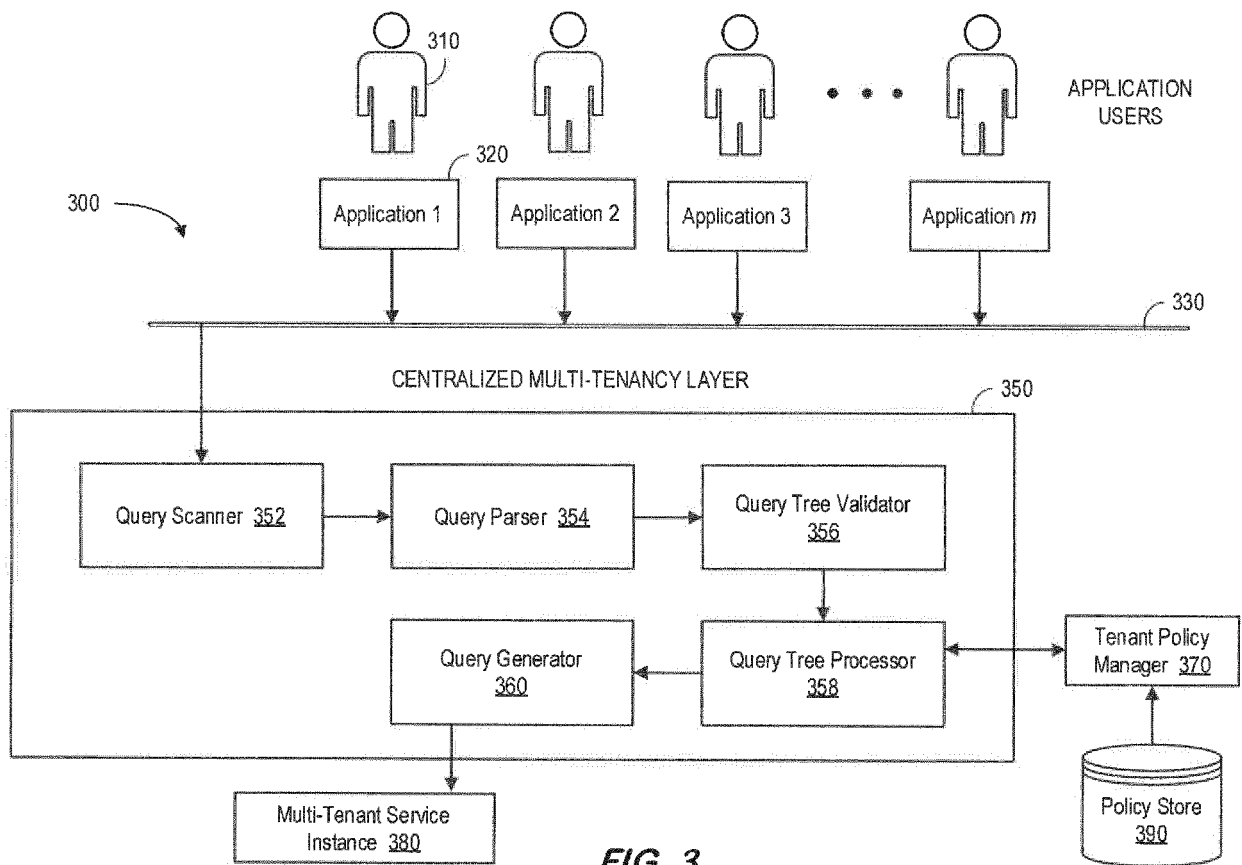 310
APPLICATION
USERS
320
300
Application 1
Application 2
Application 3
Application m
330
CENTRALIZED MULTI-TENANCY LAYER
350
Query Scanner 352
Query Parser 354
Query Tree Validator
356
Query Generator
360
Query Tree Processor
358
Tenant Policy
Manager 370
Multi-Tenant Service
Instance 380
Policy Store
390
FIG. 3